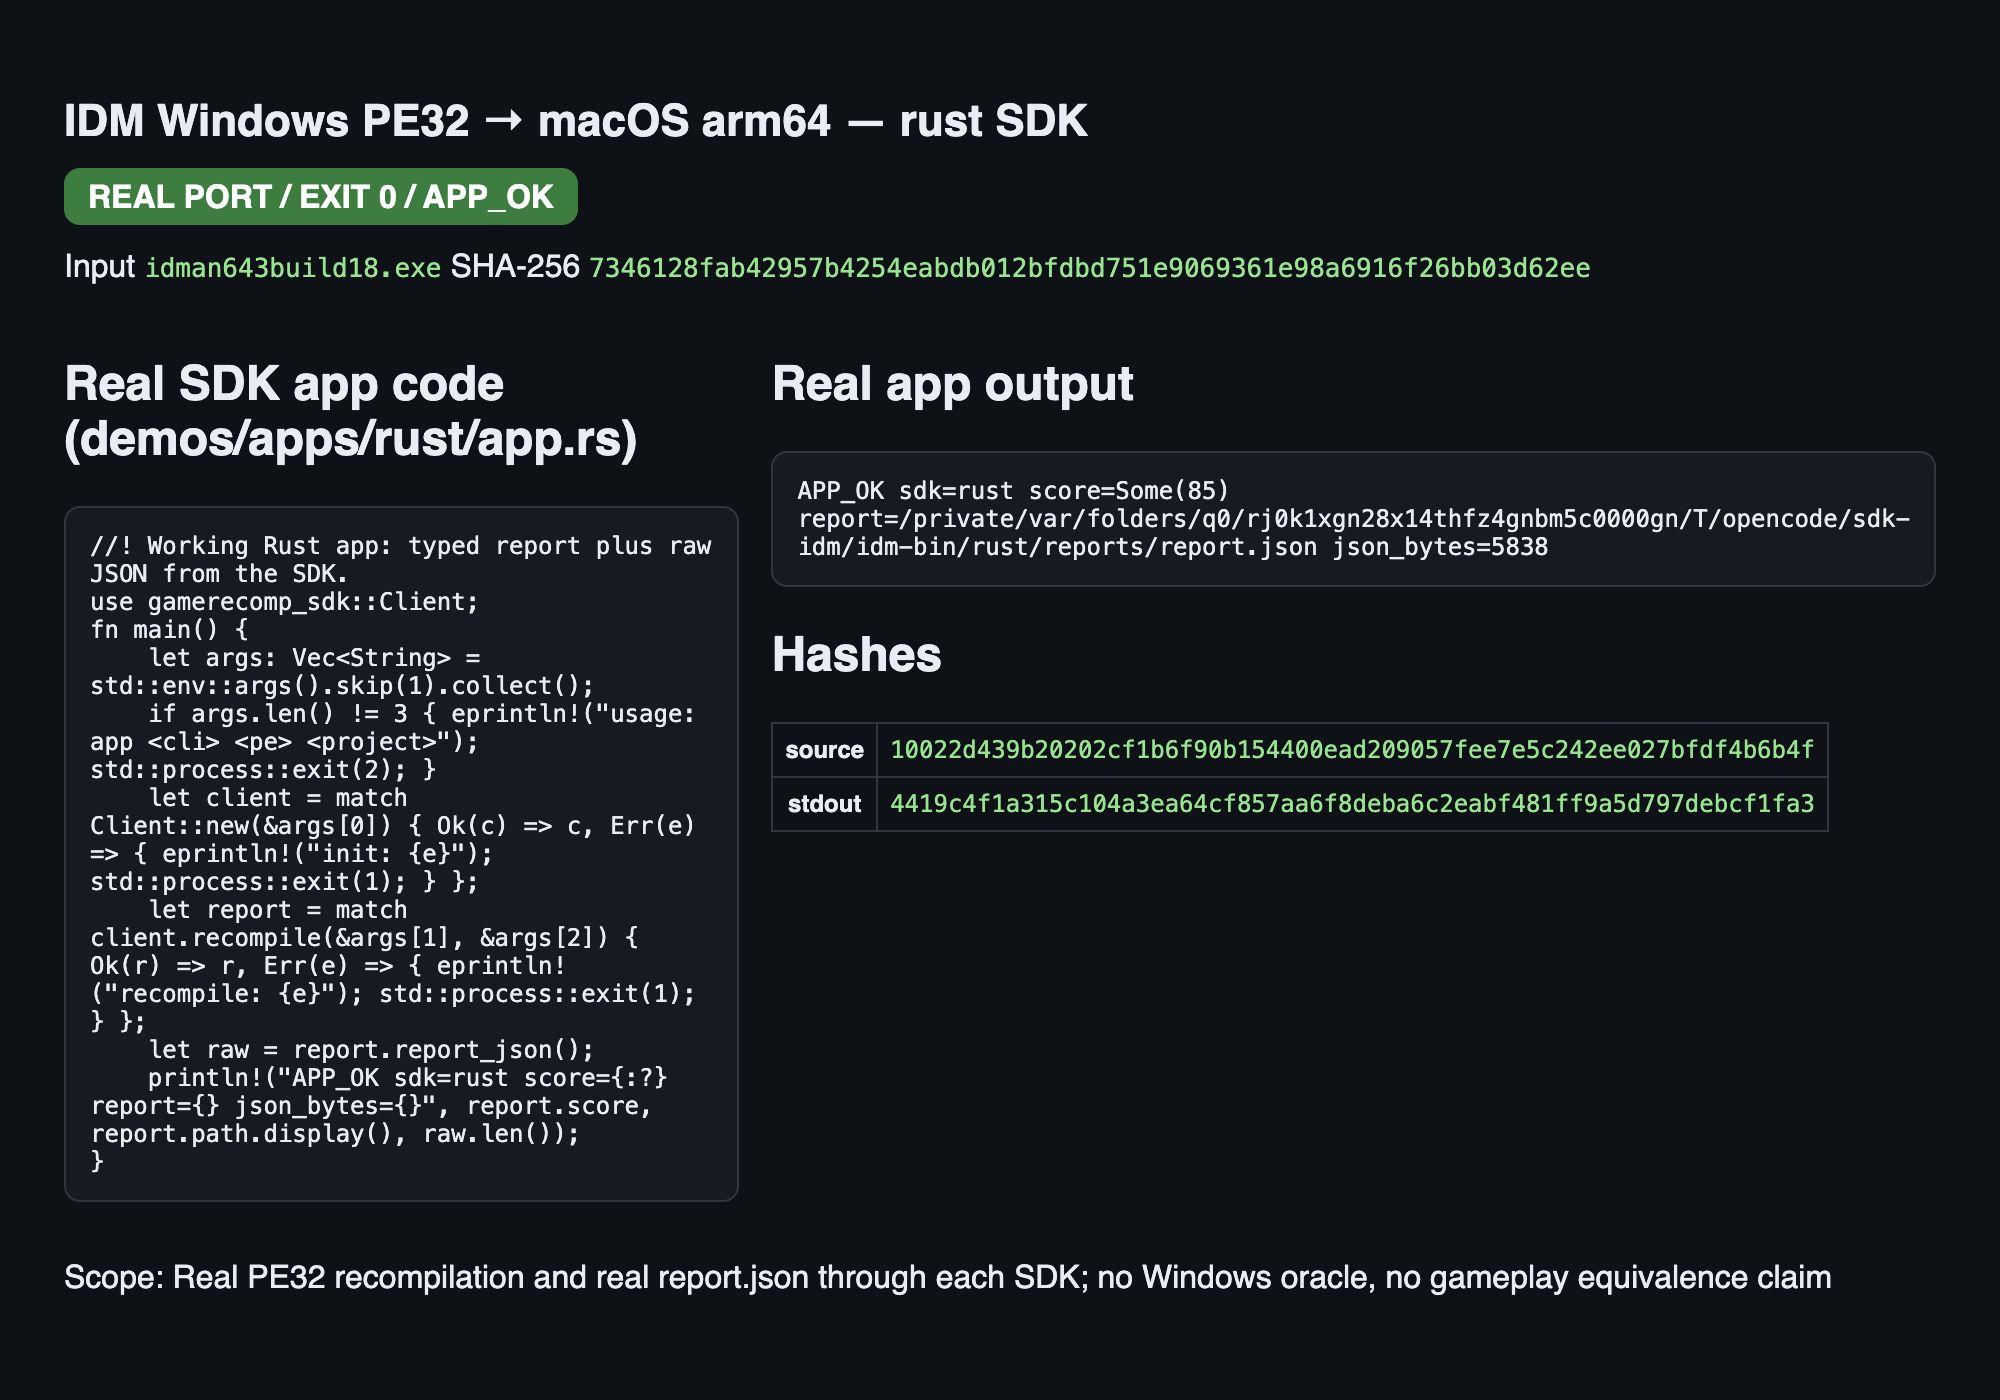 IDM Windows PE32 → macOS arm64 — rust SDK
REAL PORT / EXIT 0 / APP_OK
Input idman643build18.exe SHA-256 7346128fab42957b4254eabdb012bfdbd751e9069361e98a6916f26bb03d62ee
Real SDK app code
(demos/apps/rust/app.rs)
//! Working Rust app: typed report plus raw
JSON from the SDK.
use gamerecomp_sdk::Client;
fn main() {
    let args: Vec<String> =
std::env::args().skip(1).collect();
    if args.len() != 3 { eprintln!("usage:
app <cli> <pe> <project>");
std::process::exit(2); }
    let client = match
Client::new(&args[0]) { Ok(c) => c, Err(e)
=> { eprintln!("init: {e}");
std::process::exit(1); } };
    let report = match
client.recompile(&args[1], &args[2]) {
Ok(r) => r, Err(e) => { eprintln!
("recompile: {e}"); std::process::exit(1);
} };
    let raw = report.report_json();
    println!("APP_OK sdk=rust score={:?}
report={} json_bytes={}", report.score,
report.path.display(), raw.len());
}
Real app output
APP_OK sdk=rust score=Some(85)
report=/private/var/folders/q0/rj0k1xgn28x14thfz4gnbm5c0000gn/T/opencode/sdk-
idm/idm-bin/rust/reports/report.json json_bytes=5838
Hashes
source 10022d439b20202cf1b6f90b154400ead209057fee7e5c242ee027bfdf4b6b4f
stdout 4419c4f1a315c104a3ea64cf857aa6f8deba6c2eabf481ff9a5d797debcf1fa3
Scope: Real PE32 recompilation and real report.json through each SDK; no Windows oracle, no gameplay equivalence claim